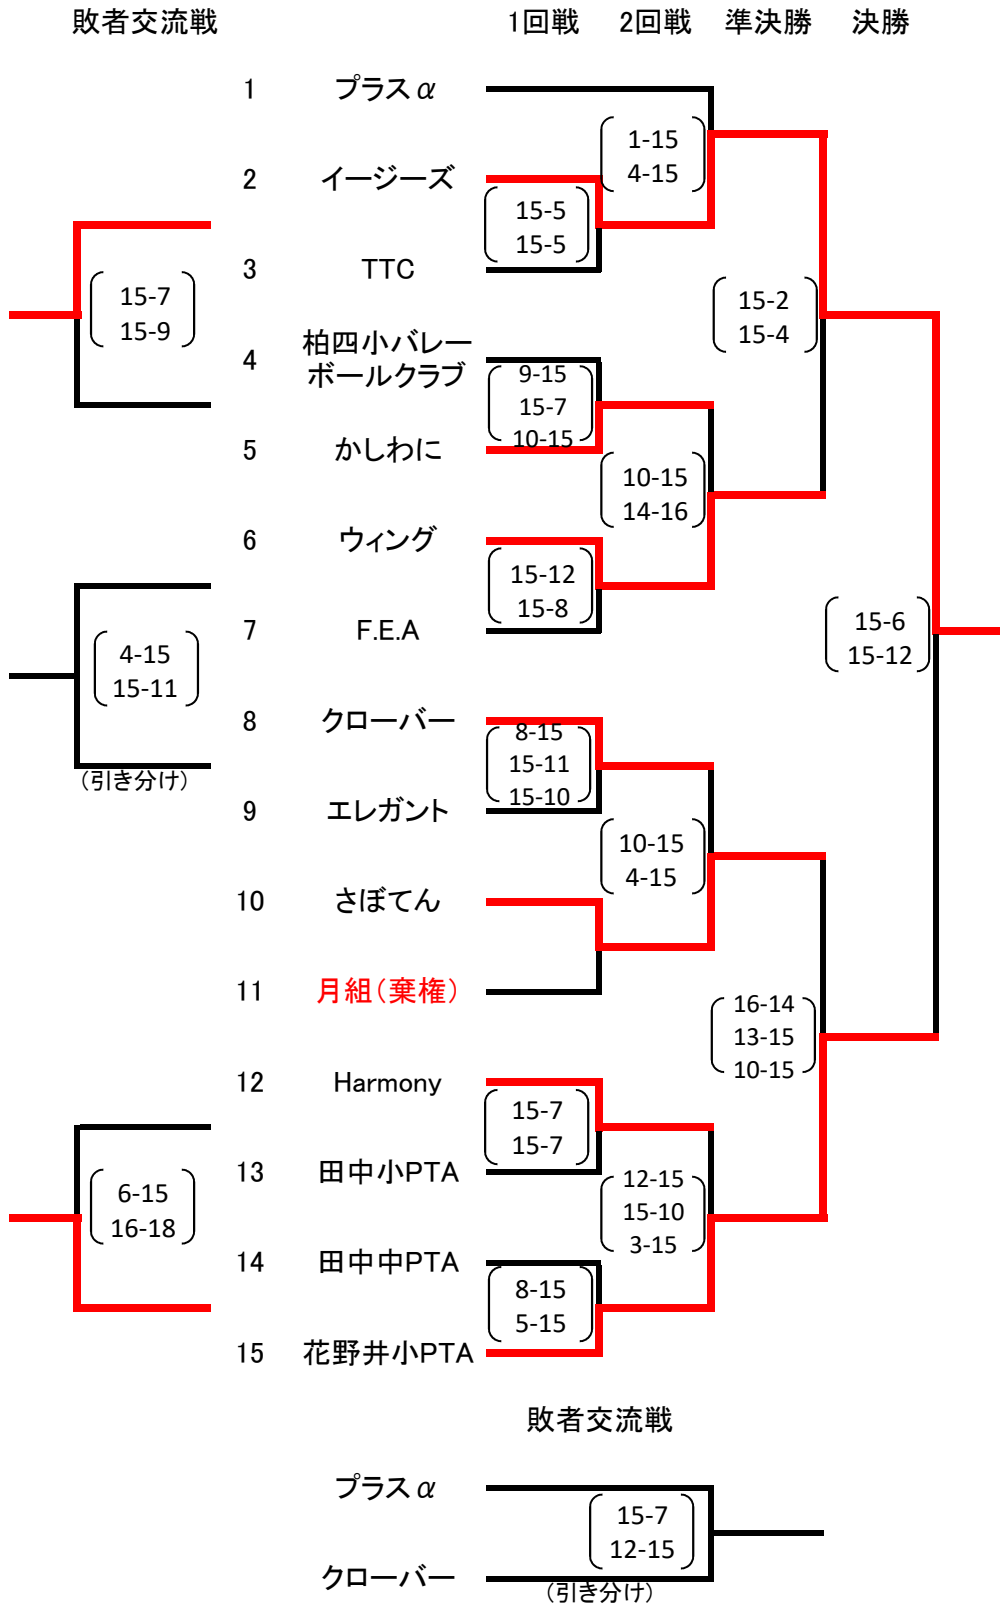 敗者交流戦 1回戦 2回戦 準決勝 決勝
1 プラスα
1-15
4-15
2 イージーズ
15-5
15-5
3 TTC
15-7
15-9
15-2
15-4
4 柏四小バレー
ボールクラブ
9-15
15-7
10-15
5 かしわに
10-15
14-16
6 ウィング
15-12
15-8
7 F.E.A
15-6
15-12
4-15
15-11
(引き分け)
8 クローバー
8-15
15-11
15-10
9 エレガント
10-15
4-15
10 さぼてん
11 月組(棄権)
16-14
13-15
10-15
12 Harmony
15-7
15-7
13 田中小PTA
6-15
16-18
12-15
15-10
3-15
14 田中中PTA
8-15
5-15
15 花野井小PTA
敗者交流戦
プラスα
15-7
12-15
クローバー
(引き分け)